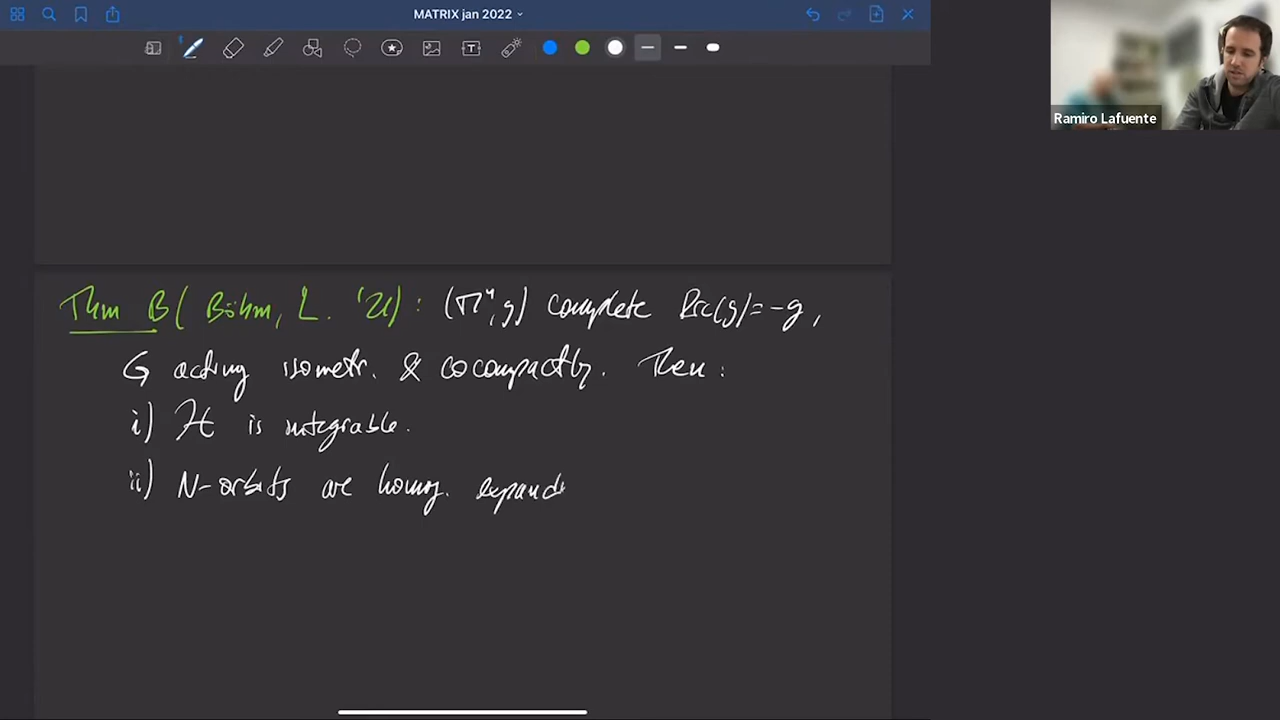 MATRIX jan 2022
Ramiro Lafuente
Thm B (Böhm, L. '21): (Mⁿ, g) complete Ric(g) = -g,
G acting isometr. & cocompactly. Then:
i) H is integrable.
ii) N-orbits are homog. expand